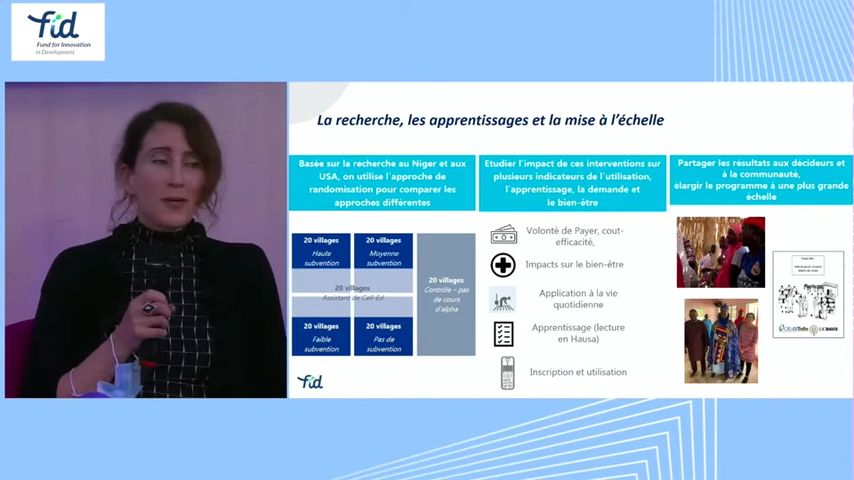 fid
Fund for Innovation
in Development
La recherche, les apprentissages et la mise à l'échelle
Basée sur la recherche au Niger et aux
USA, on utilise l'approche de
randomisation pour comparer les
approches différentes
20 villages
Haute
subvention
20 villages
Moyenne
subvention
20 villages
Assistant de Cell-Ed
20 villages
Faible
subvention
20 villages
Pas de
subvention
20 villages
Contrôle – pas
de cours
d'alpha
Etudier l'impact de ces interventions sur
plusieurs indicateurs de l'utilisation,
l'apprentissage, la demande et
le bien-être
Volonté de Payer, cout-
efficacité,
Impacts sur le bien-être
Application à la vie
quotidienne
Apprentissage (lecture
en Hausa)
Inscription et utilisation
Partager les résultats aux décideurs et
à la communauté,
élargir le programme à une plus grande
échelle
UC DAVIS
fid